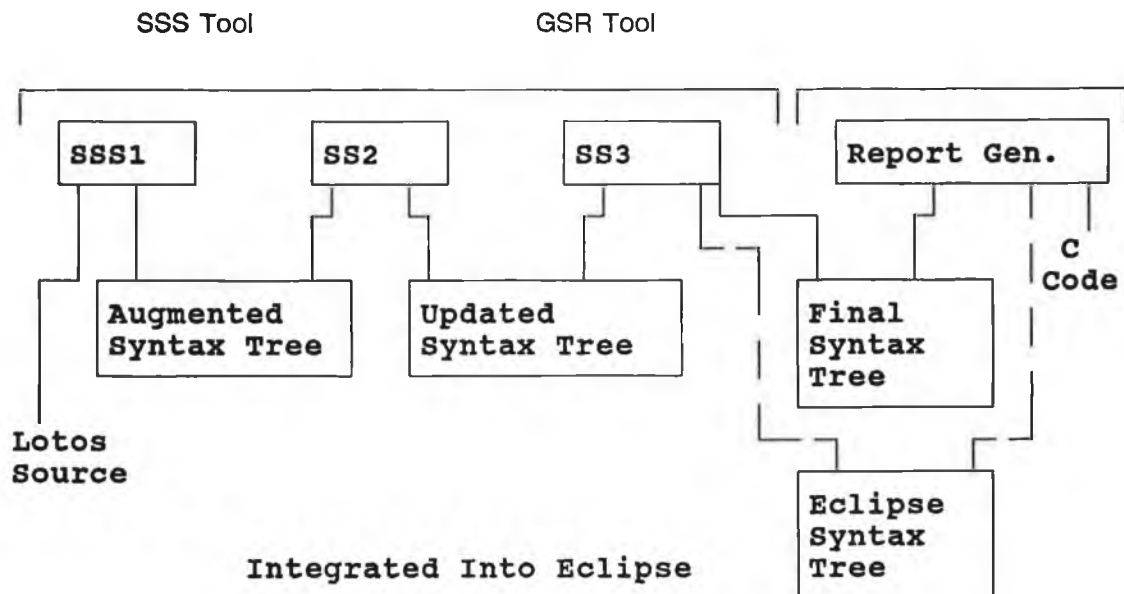 SSS Tool
GSR Tool
SSS1
SS2
SS3
Report Gen.
C
Code
Augmented
Syntax Tree
Updated
Syntax Tree
Final
Syntax
Tree
Lotos
Source
Eclipse
Syntax
Tree
Integrated Into Eclipse